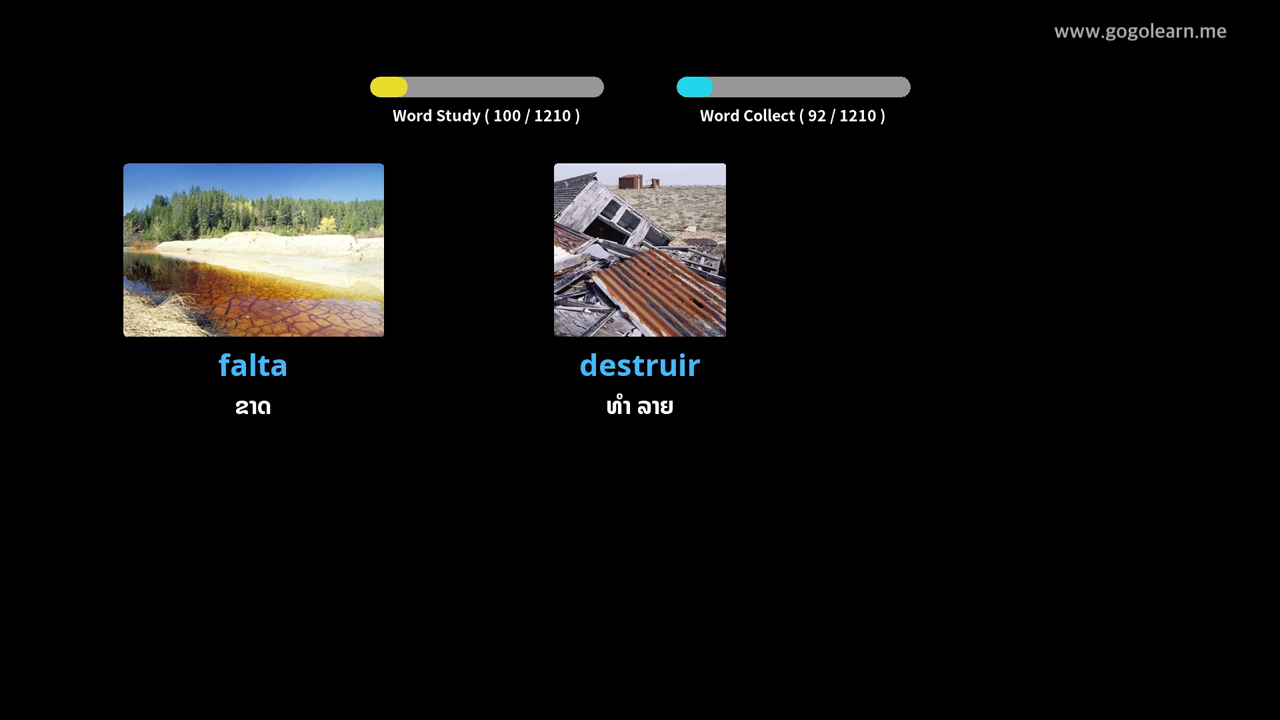 www.gogolearn.me
Word Study ( 100 / 1210 )
Word Collect ( 92 / 1210 )
falta
ຂາດ
destruir
ທໍາ ລາຍ